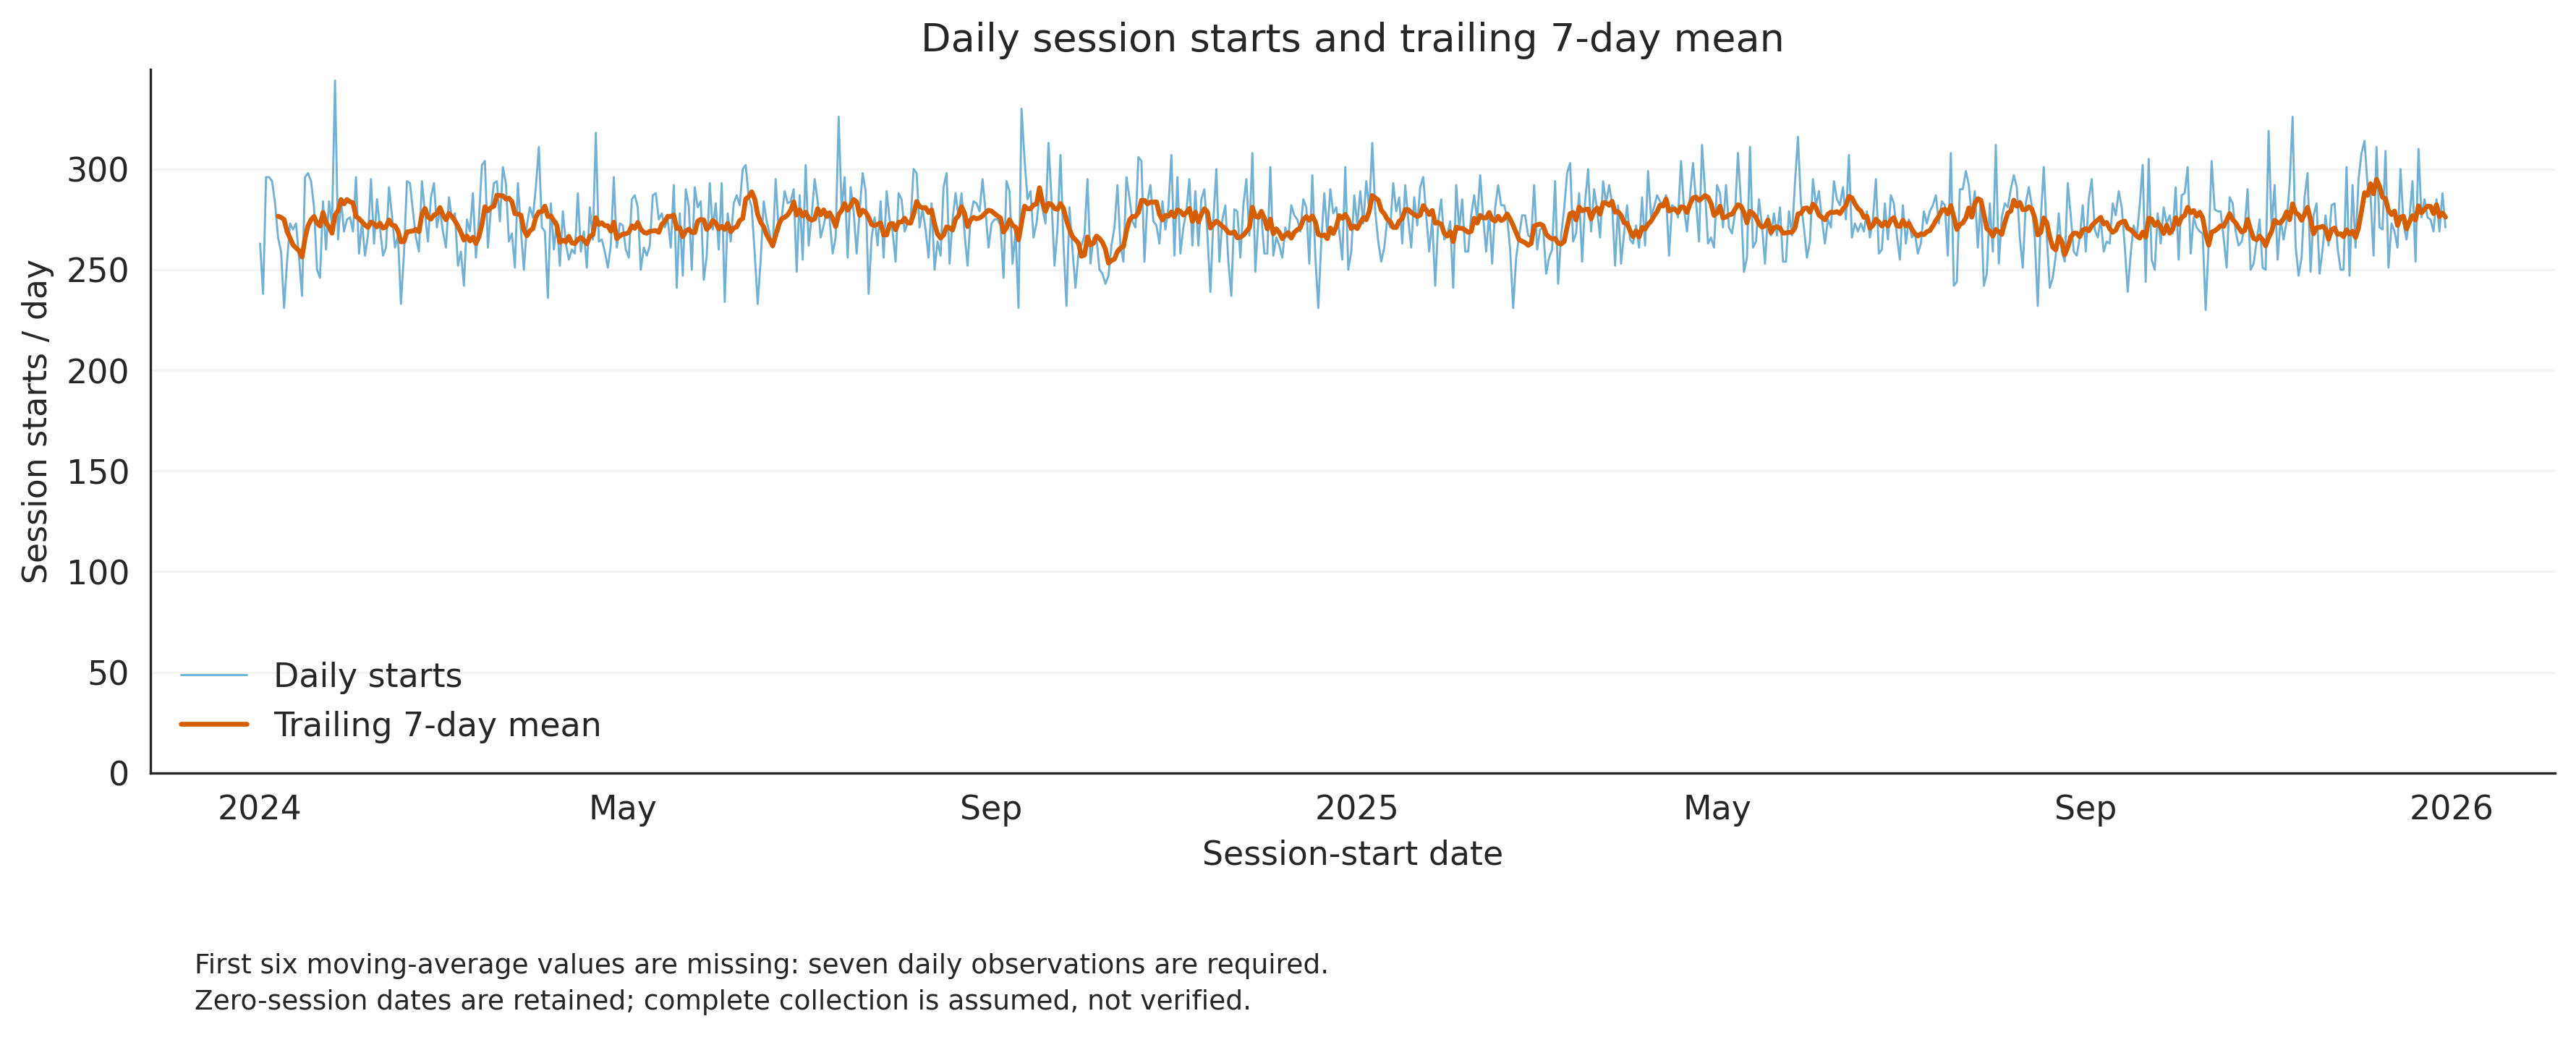 Daily session starts and trailing 7-day mean
Session starts / day
300
250
200
150
100
50
0
Daily starts
Trailing 7-day mean
2024
May
Sep
2025
May
Sep
2026
Session-start date
First six moving-average values are missing: seven daily observations are required.
Zero-session dates are retained; complete collection is assumed, not verified.